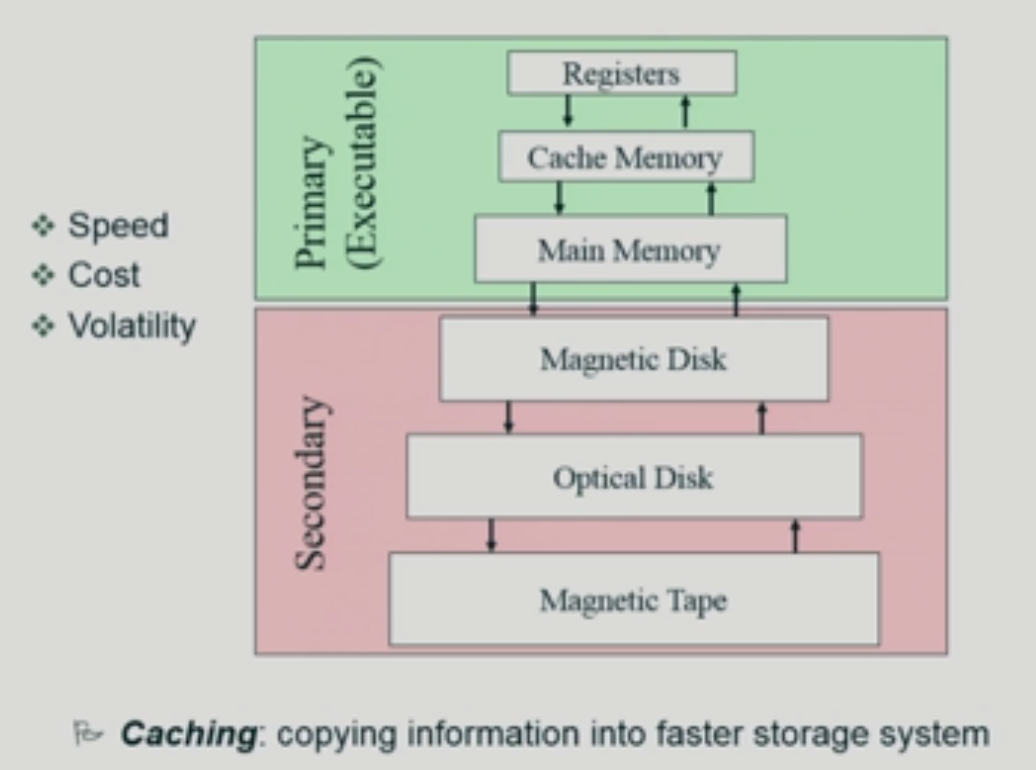 Primary
(Executable)
Registers
Cache Memory
Main Memory
❖ Speed
❖ Cost
❖ Volatility
Secondary
Magnetic Disk
Optical Disk
Magnetic Tape
Caching: copying information into faster storage system